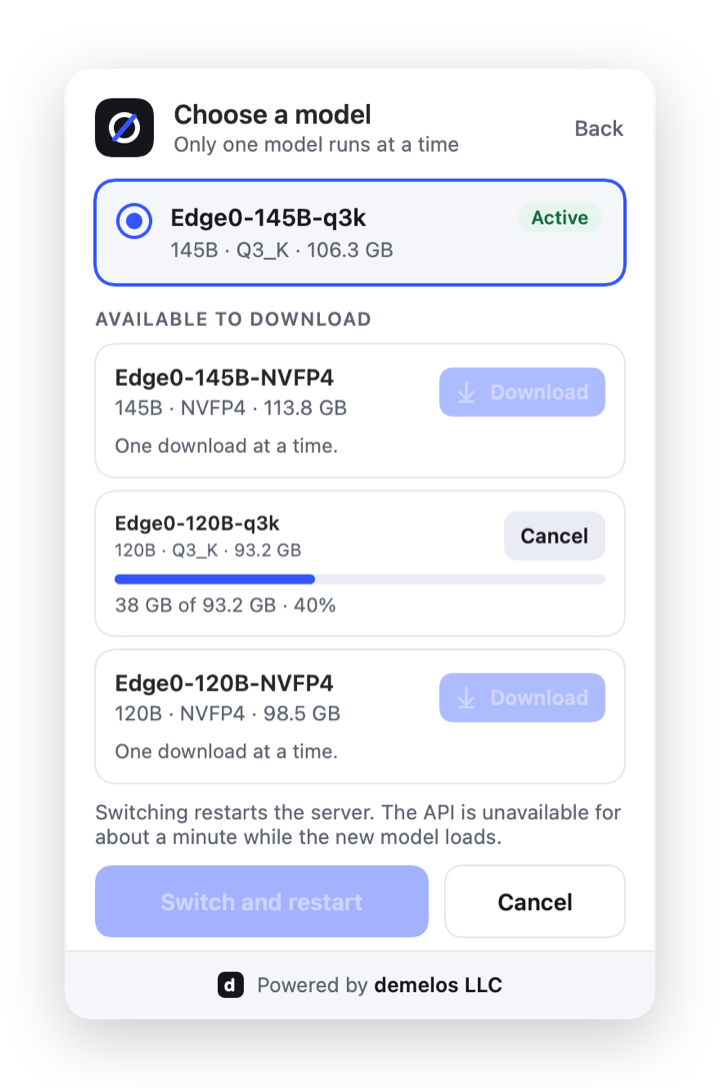 Choose a model
Only one model runs at a time
Back
Edge0-145B-q3k
Active
145B · Q3_K · 106.3 GB
AVAILABLE TO DOWNLOAD
Edge0-145B-NVFP4
145B · NVFP4 · 113.8 GB
Download
One download at a time.
Edge0-120B-q3k
120B · Q3_K · 93.2 GB
Cancel
38 GB of 93.2 GB · 40%
Edge0-120B-NVFP4
120B · NVFP4 · 98.5 GB
Download
One download at a time.
Switching restarts the server. The API is unavailable for
about a minute while the new model loads.
Switch and restart
Cancel
d Powered by demelos LLC